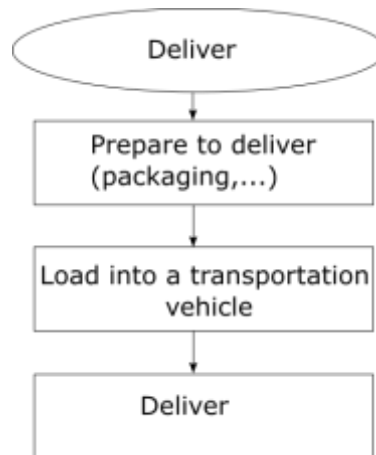 Deliver
Prepare to deliver
(packaging,...)
Load into a transportation
vehicle
Deliver